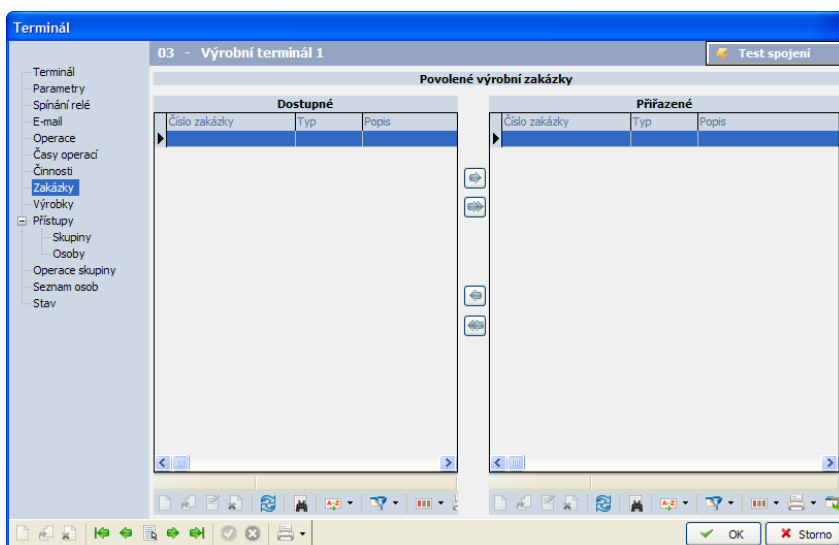 Terminál
03 - Výrobní terminál 1
Test spojení
Terminál
Parametry
Spínání relé
E-mail
Operace
Časy operací
Činnosti
Zakázky
Výrobky
Přístupy
Skupiny
Osoby
Operace skupiny
Seznam osob
Stav
Povolené výrobní zakázky
Dostupné
Číslo zakázky Typ Popis
Přiřazené
Číslo zakázky Typ Popis
OK
Storno